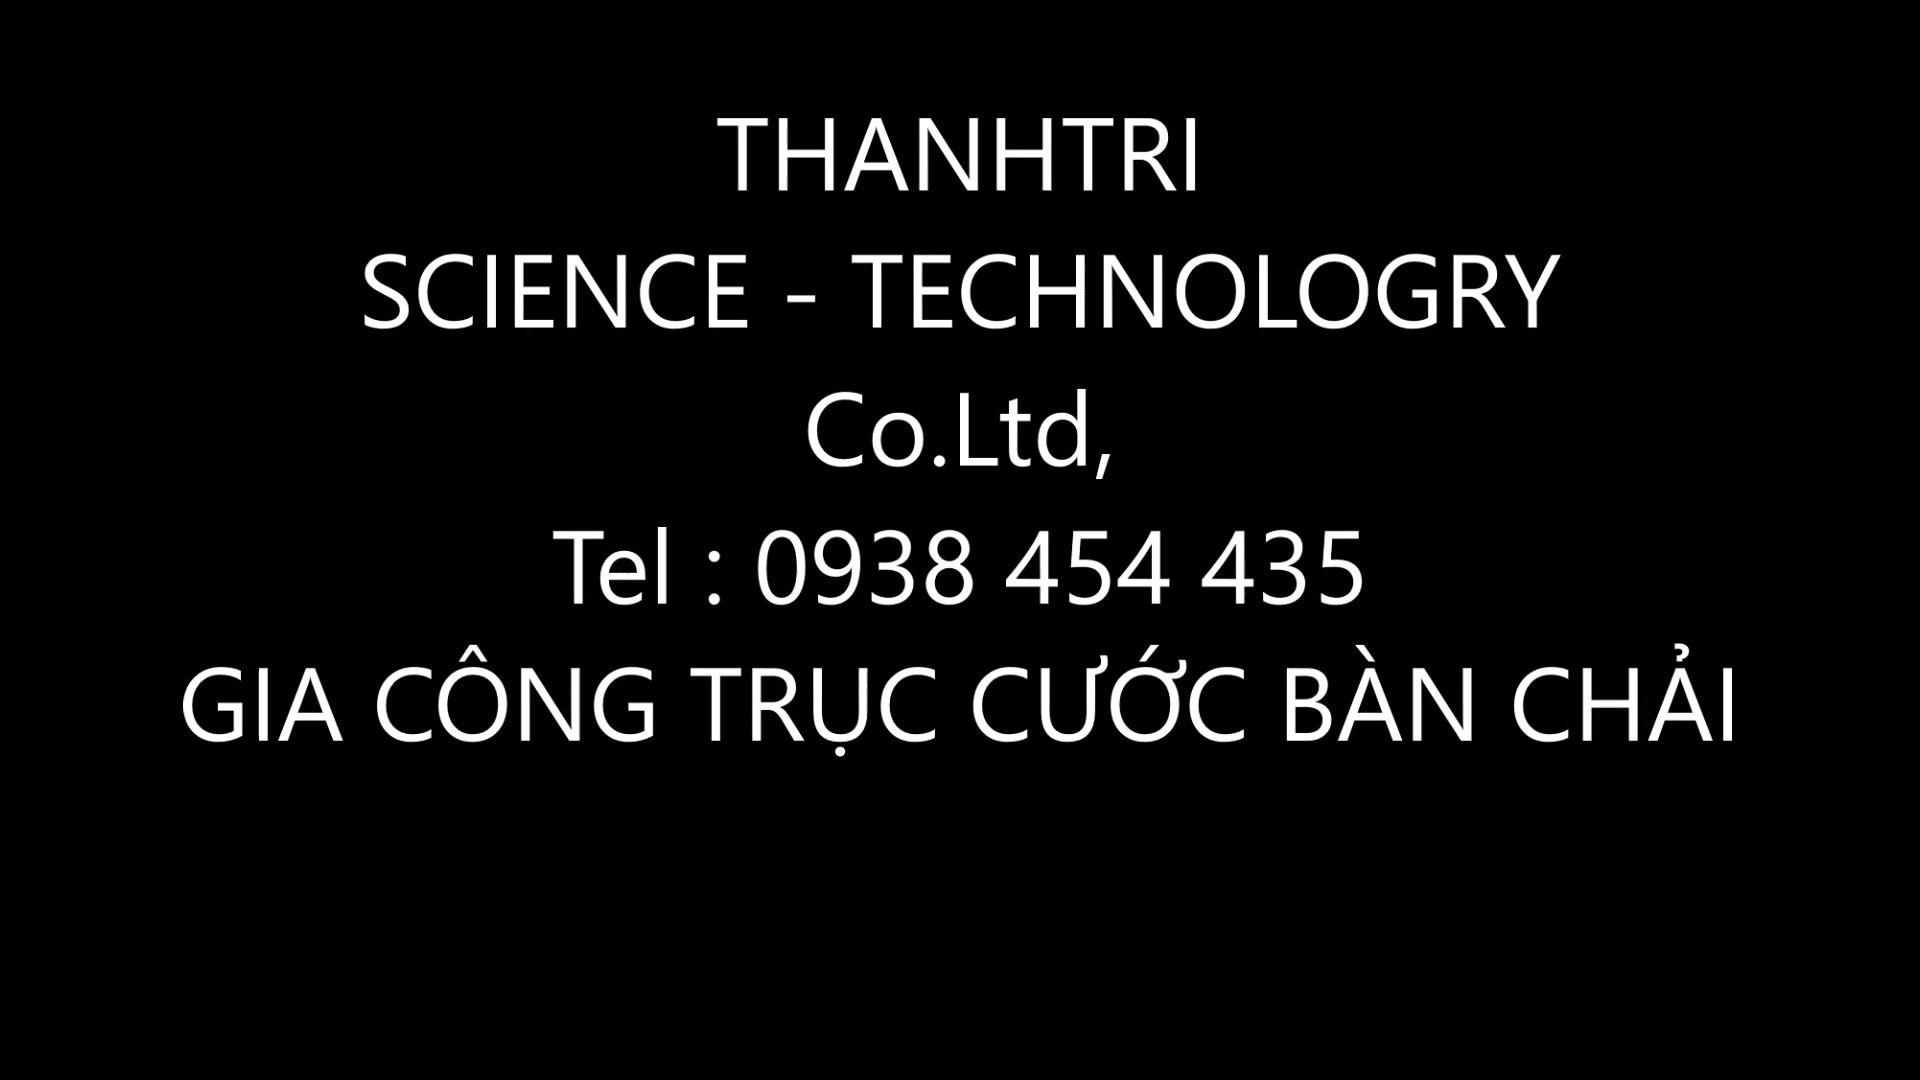 THANHTRI
SCIENCE - TECHNOLOGRY
Co.Ltd,
Tel : 0938 454 435
GIA CÔNG TRỤC CƯỚC BÀN CHẢI